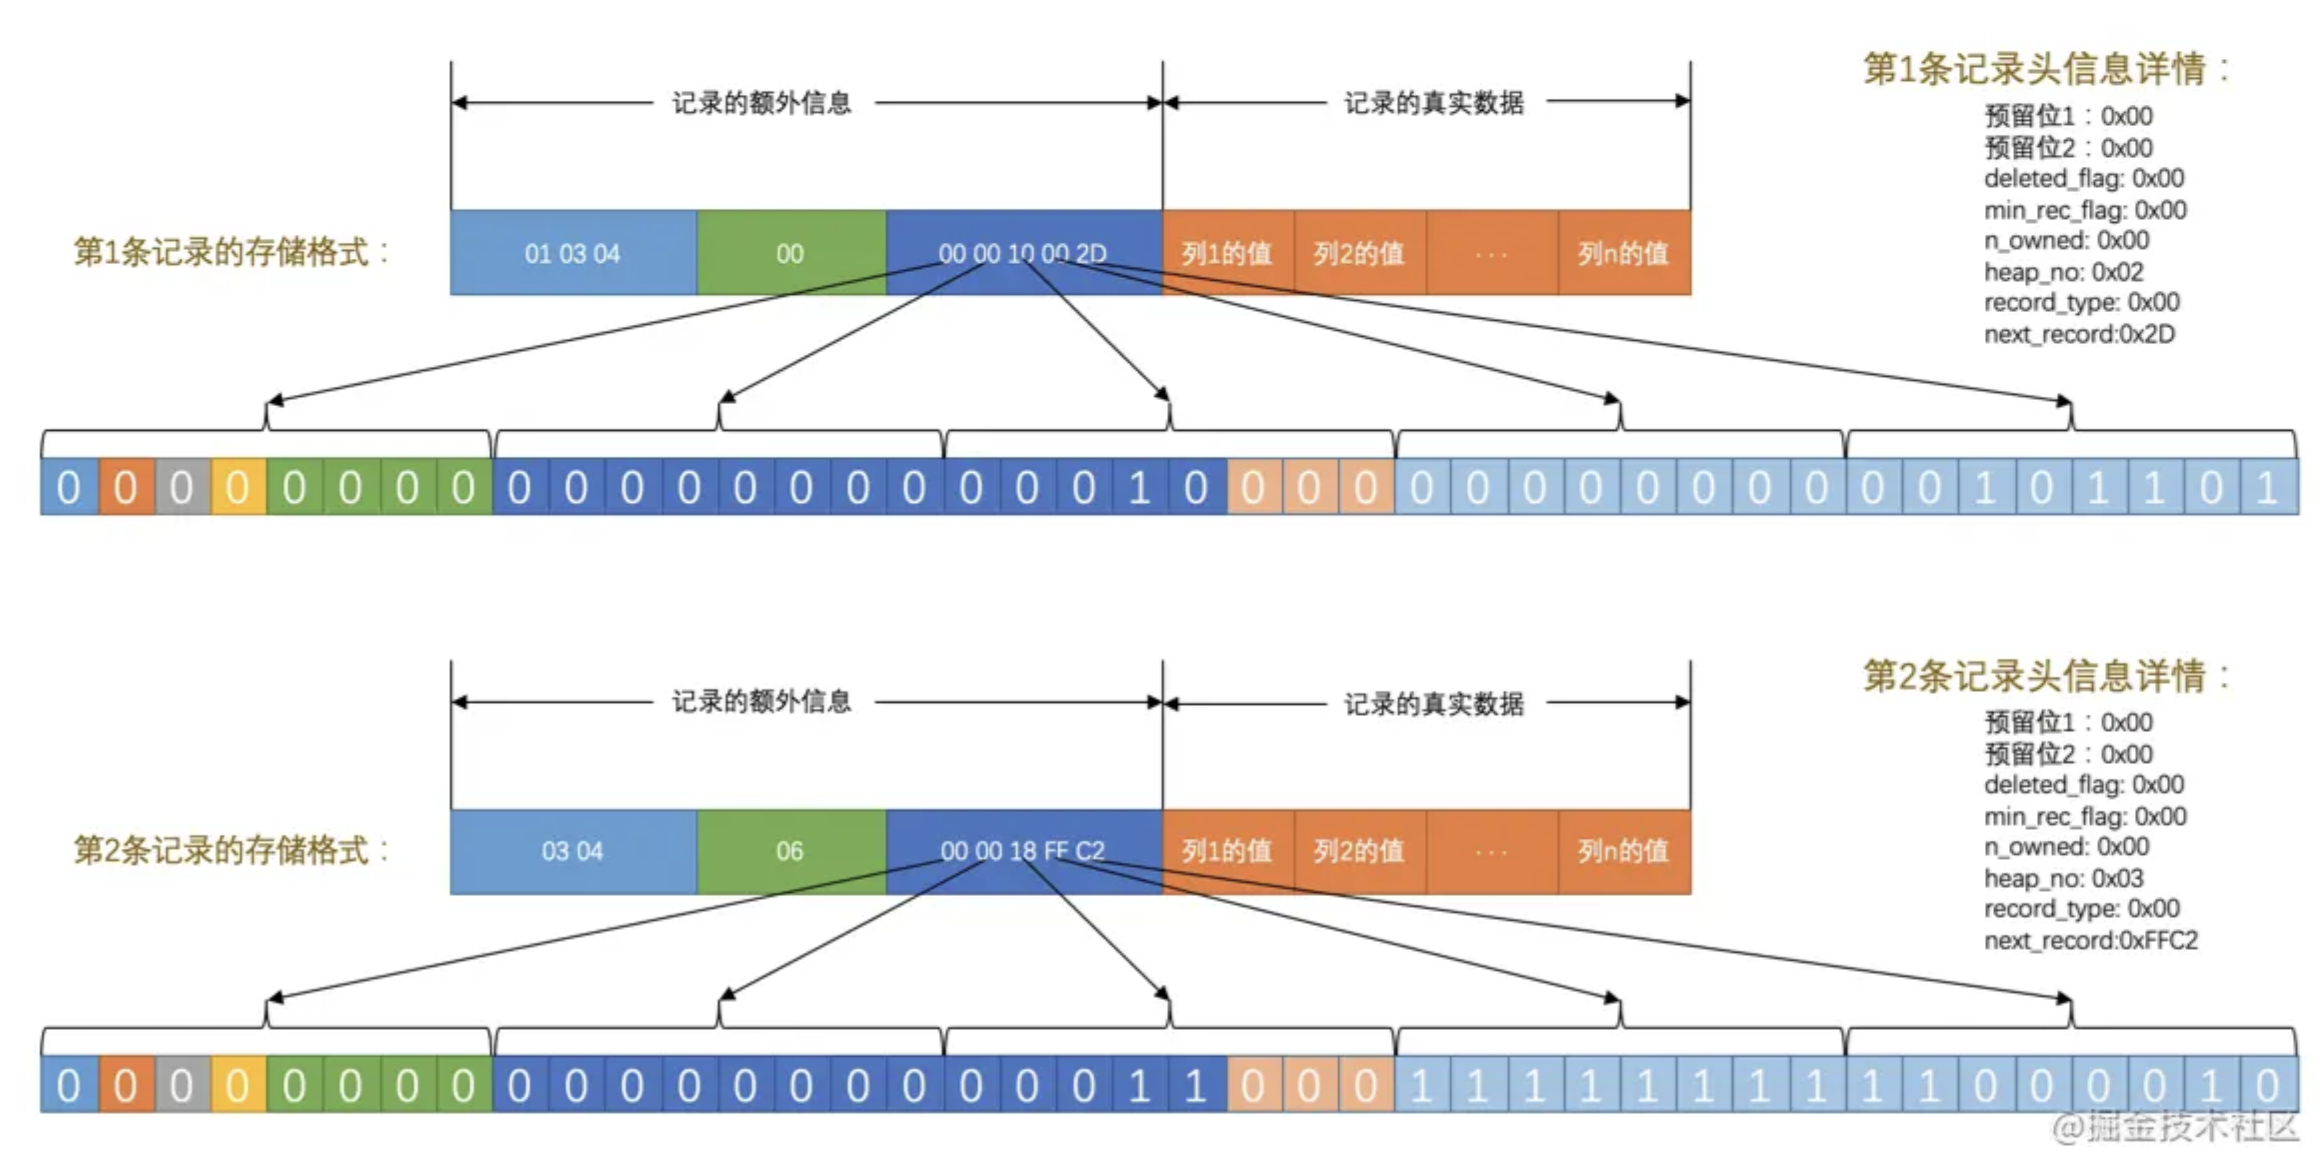 第1条记录头信息详情：
预留位1：0x00
预留位2：0x00
deleted_flag: 0x00
min_rec_flag: 0x00
n_owned: 0x00
heap_no: 0x02
record_type: 0x00
next_record:0x2D
记录的额外信息 记录的真实数据
第1条记录的存储格式： 01 03 04 00 00 00 10 00 2D 列1的值 列2的值 ... 列n的值
0 0 0 0 0 0 0 0 0 0 0 0 0 0 0 0 0 0 0 1 0 0 0 0 0 0 0 0 0 0 0 0 0 0 1 0 1 1 0 1
第2条记录头信息详情：
预留位1：0x00
预留位2：0x00
deleted_flag: 0x00
min_rec_flag: 0x00
n_owned: 0x00
heap_no: 0x03
record_type: 0x00
next_record:0xFFC2
记录的额外信息 记录的真实数据
第2条记录的存储格式： 03 04 06 00 00 18 FF C2 列1的值 列2的值 ... 列n的值
0 0 0 0 0 0 0 0 0 0 0 0 0 0 0 0 0 0 0 1 1 0 0 0 1 1 1 1 1 1 1 1 1 1 0 0 0 0 1 0
@掘金技术社区